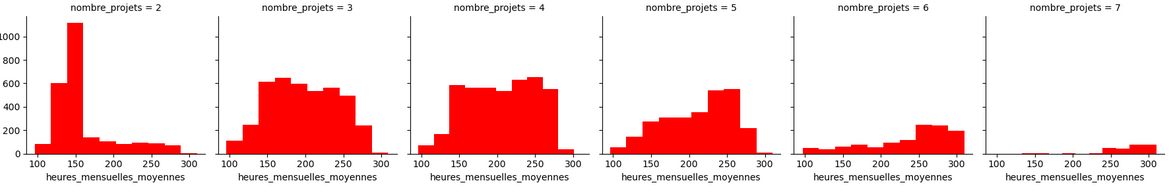 nombre_projets = 2 nombre_projets = 3 nombre_projets = 4 nombre_projets = 5 nombre_projets = 6 nombre_projets = 7
1000
800
600
400
200
0
100 150 200 250 300 100 150 200 250 300 100 150 200 250 300 100 150 200 250 300 100 150 200 250 300 100 150 200 250 300
heures_mensuelles_moyennes heures_mensuelles_moyennes heures_mensuelles_moyennes heures_mensuelles_moyennes heures_mensuelles_moyennes heures_mensuelles_moyennes